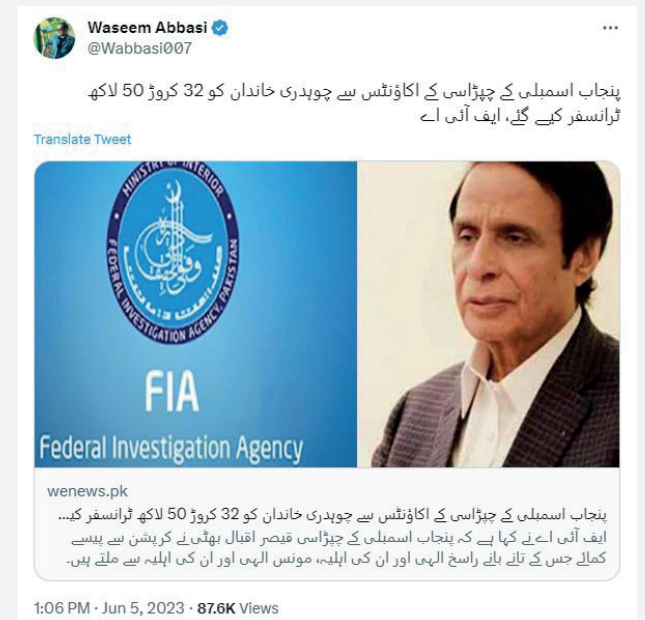 Waseem Abbasi
@Wabbasi007
پنجاب اسمبلی کے چپڑاسی کے اکاؤنٹس سے چوہدری خاندان کو 32 کروڑ 50 لاکھ
ٹرانسفر کیے گئے، ایف آئی اے
Translate Tweet
MINISTRY OF INTERIOR
FEDERAL INVESTIGATION AGENCY, PAKISTAN
FIA
Federal Investigation Agency
wenews.pk
پنجاب اسمبلی کے چپڑاسی کے اکاؤنٹس سے چوہدری خاندان کو 32 کروڑ 50 لاکھ ٹرانسفر کیـ...
ایف آئی اے نے کہا ہے کہ پنجاب اسمبلی کے چپڑاسی قیصر اقبال بھٹی نے کرپشن سے پیسے
کمائے جس کے تانے بانے راسخ الہی اور ان کی اہلیہ، مونس الہی اور ان کی اہلیہ سے ملتے ہیں۔
1:06 PM · Jun 5, 2023 · 87.6K Views